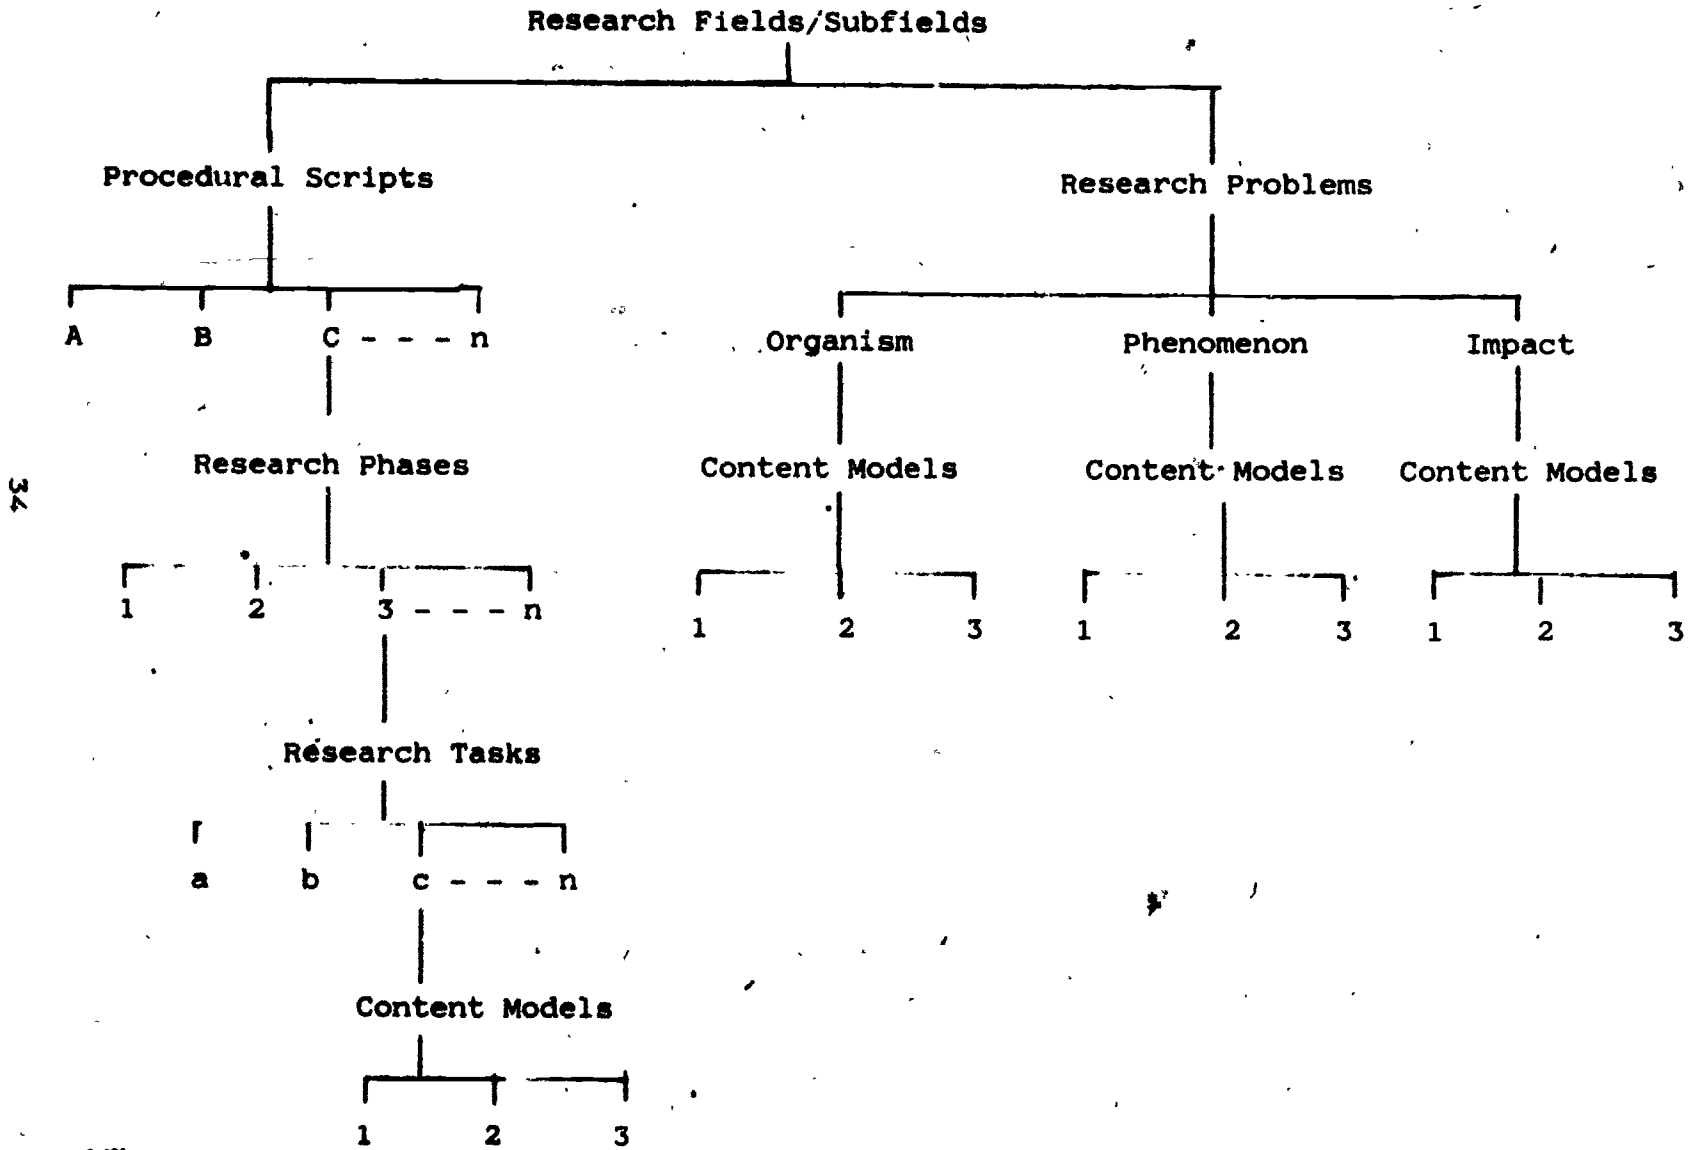 Research Fields/Subfields
Procedural Scripts
Research Problems
A B C - - - n
Organism Phenomenon Impact
Research Phases
Content Models Content Models Content Models
34
1 2 3 - - - n
1 2 3 1 2 3 1 2 3
Research Tasks
a b c - - - n
Content Models
1 2 3